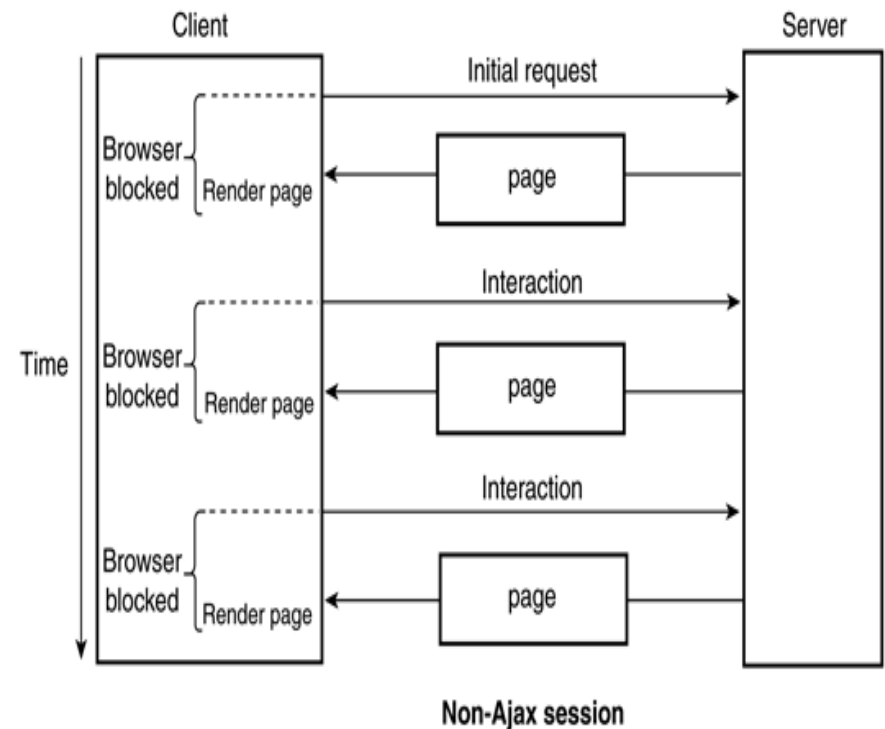 Client
Server
Initial request
Browser
blocked
Render page
page
Interaction
Time
Browser
blocked
Render page
page
Interaction
Browser
blocked
Render page
page
Non-Ajax session